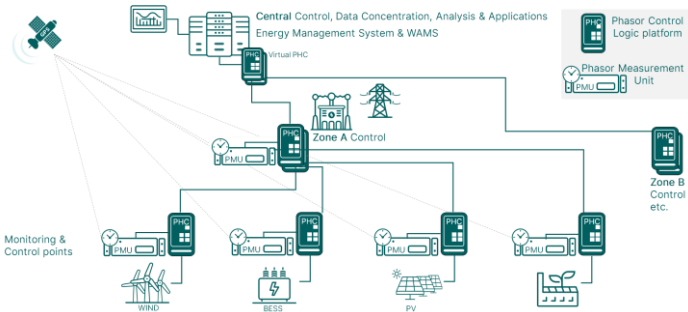 Central Control, Data Concentration, Analysis & Applications
Energy Management System & WAMS
GPS
PHC
Virtual PHC
PHC
Phasor Control
Logic platform
Phasor Measurement
Unit
PMU
Zone A Control
PHC
PMU
PHC
Zone B
Control
etc.
Monitoring &
Control points
PMU
PHC
PMU
PHC
PMU
PHC
PMU
PHC
WIND
BESS
PV